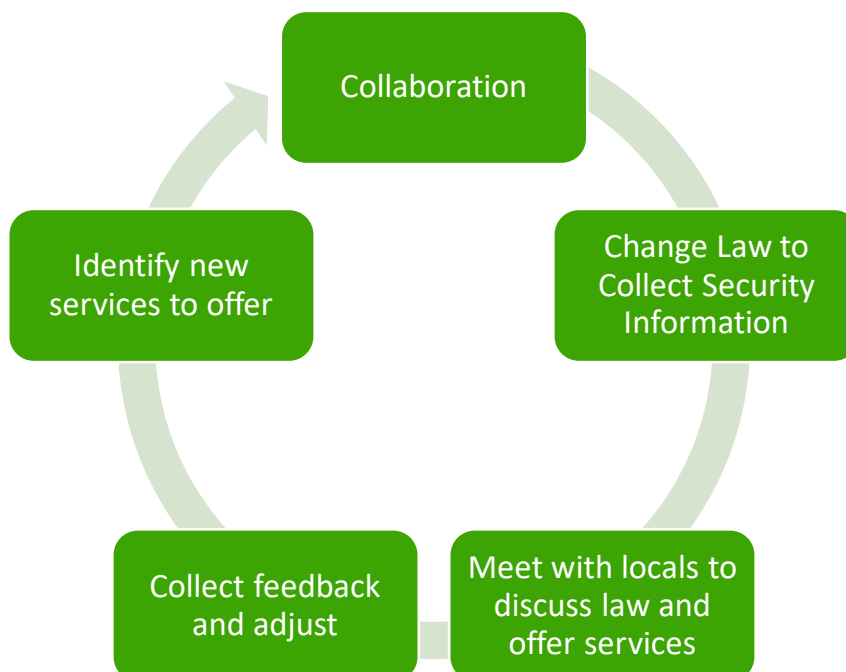 Collaboration
Change Law to
Collect Security
Information
Meet with locals to
discuss law and
offer services
Collect feedback
and adjust
Identify new
services to offer